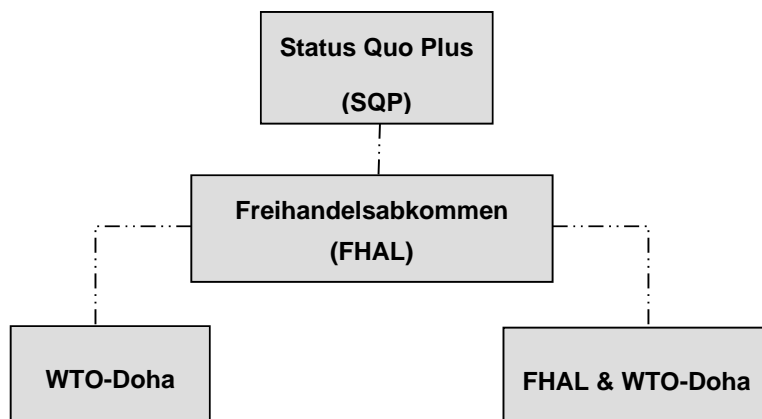 Status Quo Plus
(SQP)
Freihandelsabkommen
(FHAL)
WTO-Doha
FHAL & WTO-Doha